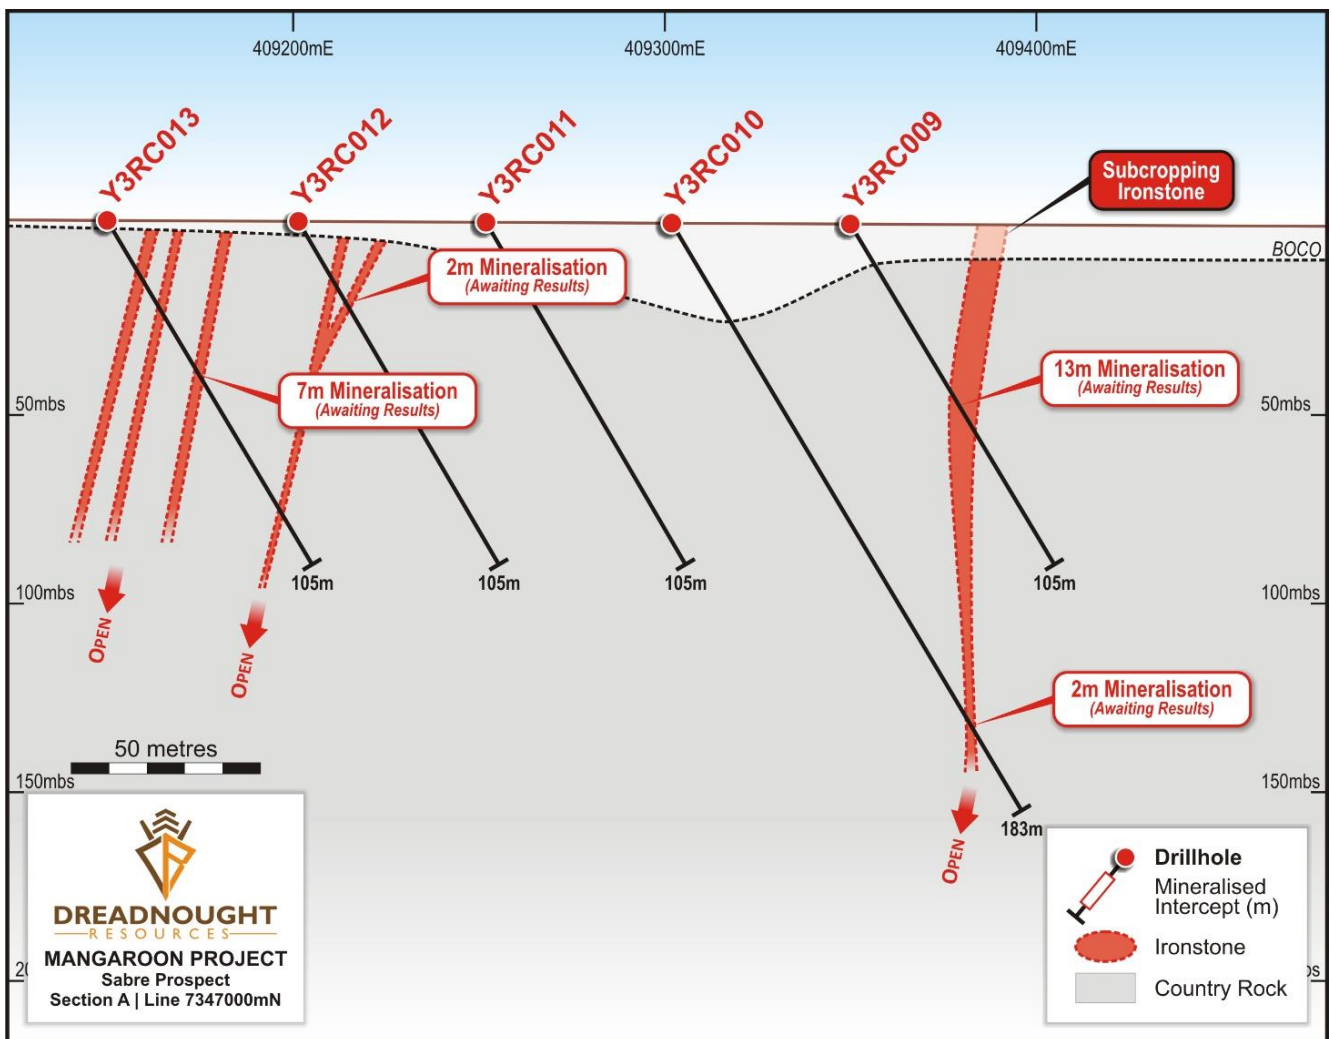 409200mE
409300mE
409400mE
Y3RC013
Y3RC012
Y3RC011
Y3RC010
Y3RC009
Subcropping
Ironstone
BOCO
2m Mineralisation
(Awaiting Results)
7m Mineralisation
(Awaiting Results)
13m Mineralisation
(Awaiting Results)
50mbs
50mbs
105m
105m
105m
105m
100mbs
100mbs
OPEN
OPEN
2m Mineralisation
(Awaiting Results)
50 metres
150mbs
150mbs
183m
OPEN
DREADNOUGHT
RESOURCES
MANGAROON PROJECT
Sabre Prospect
Section A | Line 7347000mN
Drillhole
Mineralised
Intercept (m)
Ironstone
Country Rock